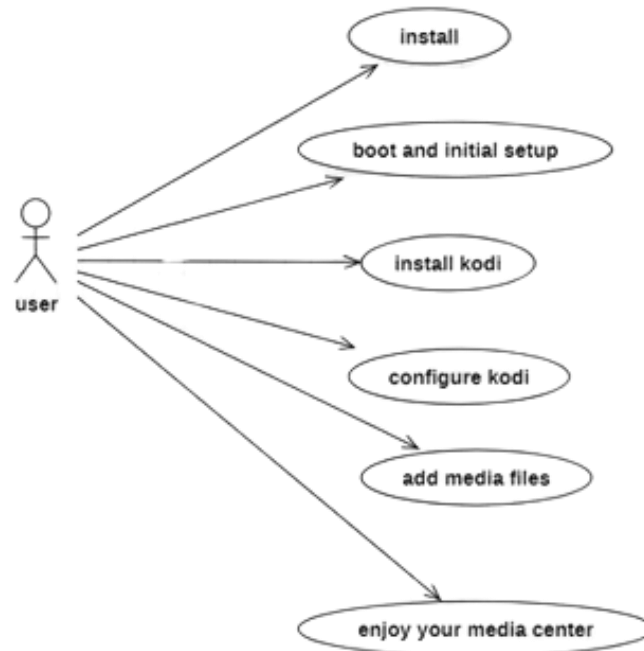 install
boot and initial setup
install kodi
user
configure kodi
add media files
enjoy your media center